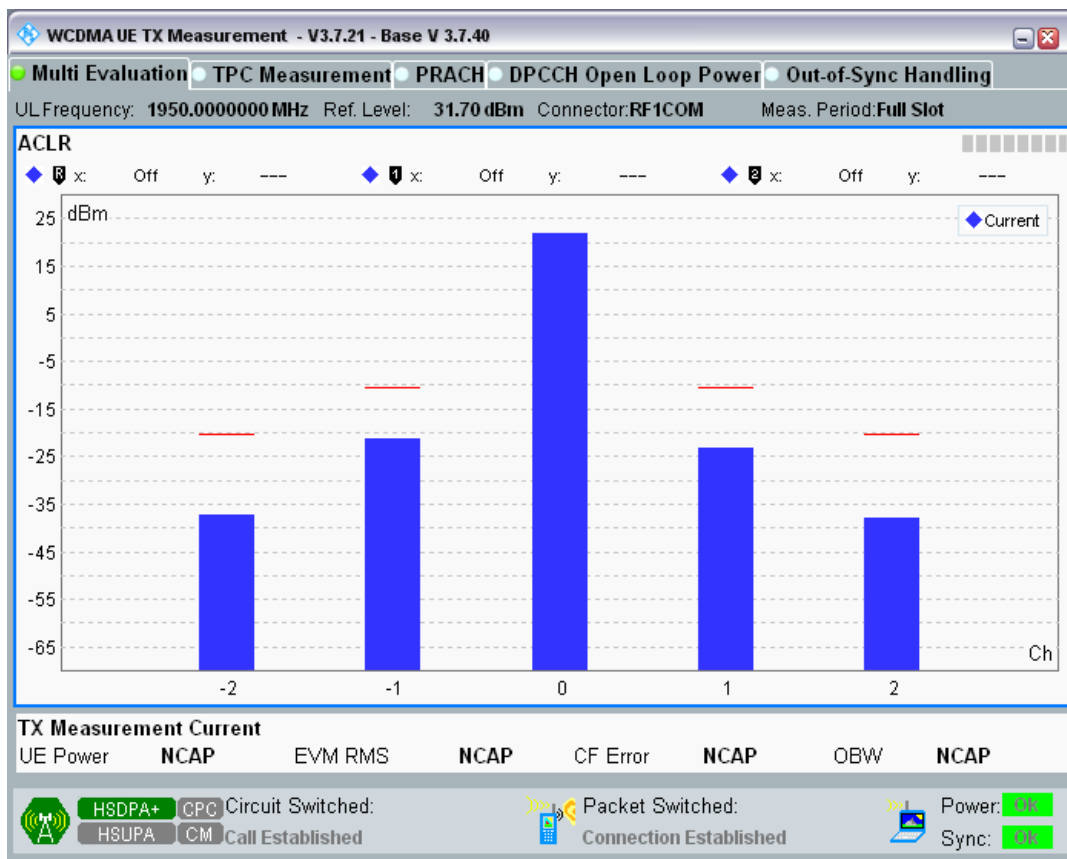 WCDMA UE TX Measurement - V3.7.21 - Base V 3.7.40
Multi Evaluation TPC Measurement PRACH DPCCH Open Loop Power Out-of-Sync Handling
UL Frequency: 1950.0000000 MHz Ref. Level: 31.70 dBm Connector:RF1COM Meas. Period:Full Slot
ACLR
R x: Off y: --- 1 x: Off y: --- 2 x: Off y: ---
dBm
Current
25
15
5
-5
-15
-25
-35
-45
-55
-65
Ch
-2 -1 0 1 2
TX Measurement Current
UE Power NCAP EVM RMS NCAP CF Error NCAP OBW NCAP
HSDPA+ CPC Circuit Switched: Packet Switched: Power: OK
HSUPA CM Call Established Connection Established Sync: OK